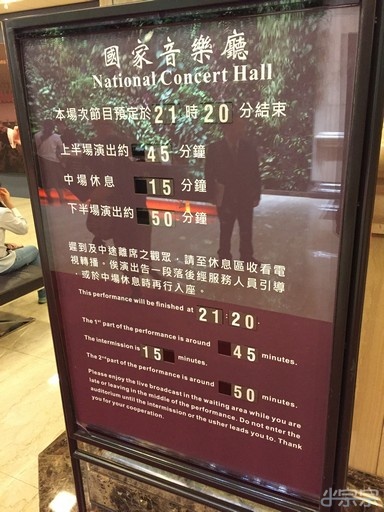 國家音樂廳
National Concert Hall
本場次節目預定於 21 時 20 分結束
上半場演出約 45 分鐘
中場休息 15 分鐘
下半場演出約 50 分鐘
遲到及中途離席之觀眾，請至休息區收看電
視轉播。俟演出告一段落後經服務人員引導
，或於中場休息時再行入座。
This performance will be finished at 21:20.
The 1st part of the performance is around 45 minutes.
The intermission is 15 minutes.
The 2nd part of the performance is around 50 minutes.
Please enjoy the live broadcast in the waiting area while you are
late or leaving in the middle of the performance. Do not enter the
auditorium until the intermission or the usher leads you to. Thank
you for your cooperation.
小宗宗